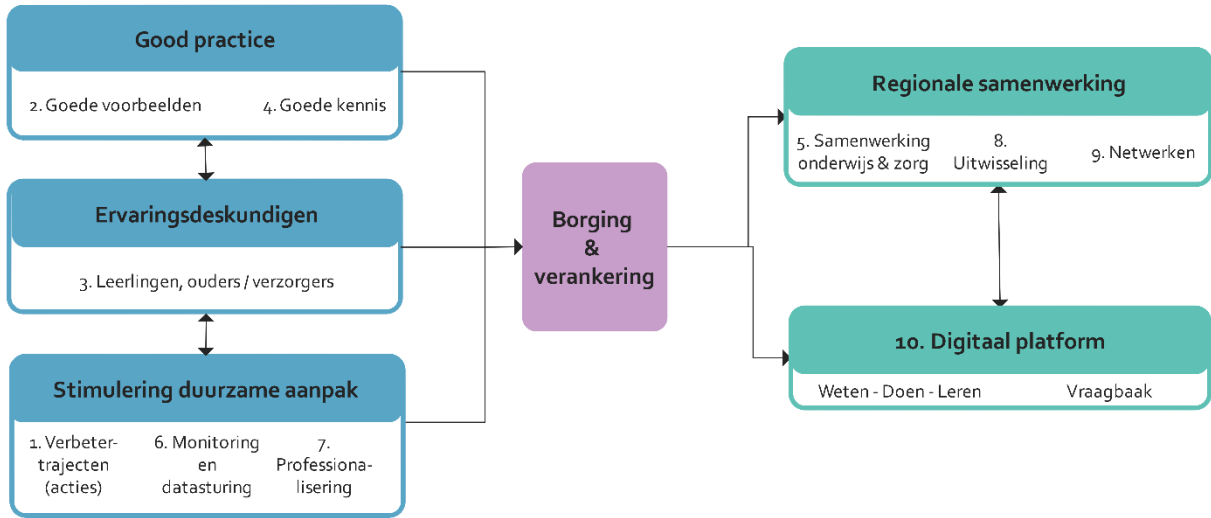 Good practice
2. Goede voorbeelden
4. Goede kennis
Ervaringsdeskundigen
3. Leerlingen, ouders / verzorgers
Stimulering duurzame aanpak
1. Verbeter-
trajecten
(acties)
6. Monitoring
en
datasturing
7.
Professiona-
lisering
Borging
&
verankering
Regionale samenwerking
5. Samenwerking
onderwijs & zorg
8.
Uitwisseling
9. Netwerken
10. Digitaal platform
Weten - Doen - Leren
Vraagbaak